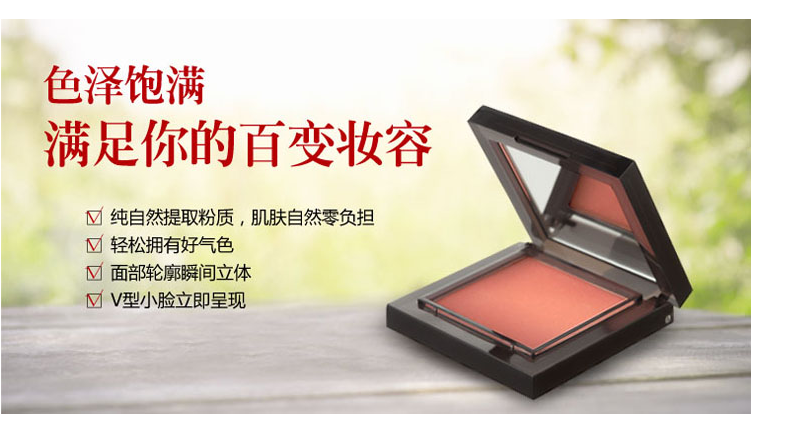 色泽饱满
满足你的百变妆容
纯自然提取粉质，肌肤自然零负担
轻松拥有好气色
面部轮廓瞬间立体
V型小脸立即呈现